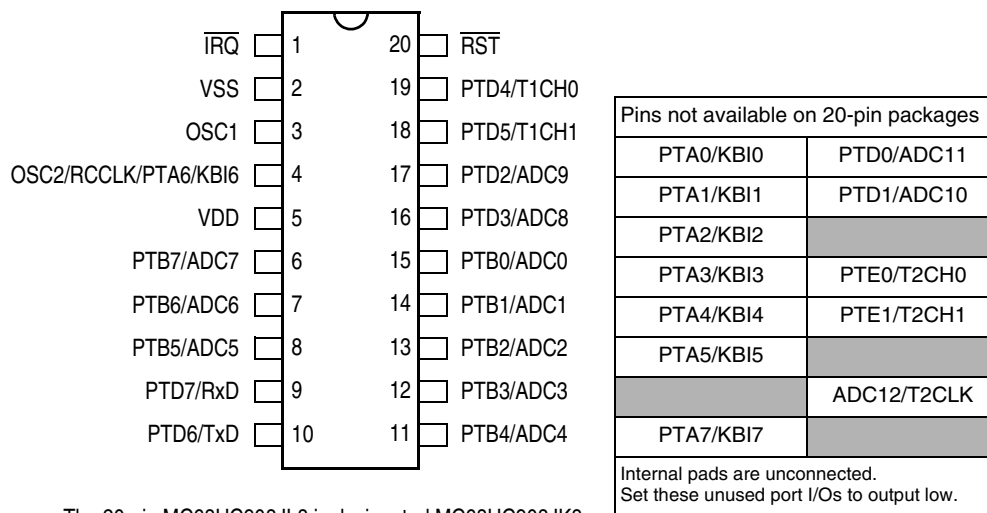 IRQ 1 20 RST
VSS 2 19 PTD4/T1CH0
OSC1 3 18 PTD5/T1CH1
OSC2/RCCLK/PTA6/KBI6 4 17 PTD2/ADC9
VDD 5 16 PTD3/ADC8
PTB7/ADC7 6 15 PTB0/ADC0
PTB6/ADC6 7 14 PTB1/ADC1
PTB5/ADC5 8 13 PTB2/ADC2
PTD7/RxD 9 12 PTB3/ADC3
PTD6/TxD 10 11 PTB4/ADC4
Pins not available on 20-pin packages
PTA0/KBI0 PTD0/ADC11
PTA1/KBI1 PTD1/ADC10
PTA2/KBI2
PTA3/KBI3 PTE0/T2CH0
PTA4/KBI4 PTE1/T2CH1
PTA5/KBI5
ADC12/T2CLK
PTA7/KBI7
Internal pads are unconnected.
Set these unused port I/Os to output low.